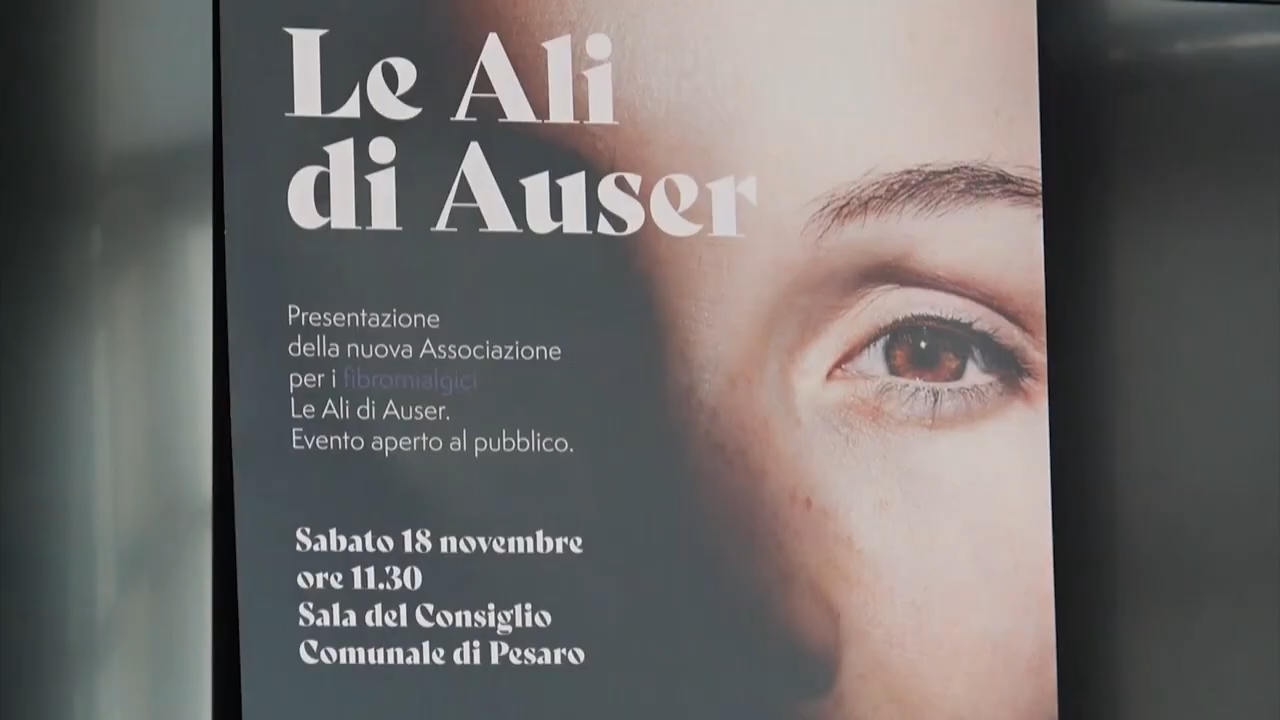 Le Ali
di Auser
Presentazione
della nuova Associazione
per i fibromialgici
Le Ali di Auser.
Evento aperto al pubblico.
Sabato 18 novembre
ore 11.30
Sala del Consiglio
Comunale di Pesaro